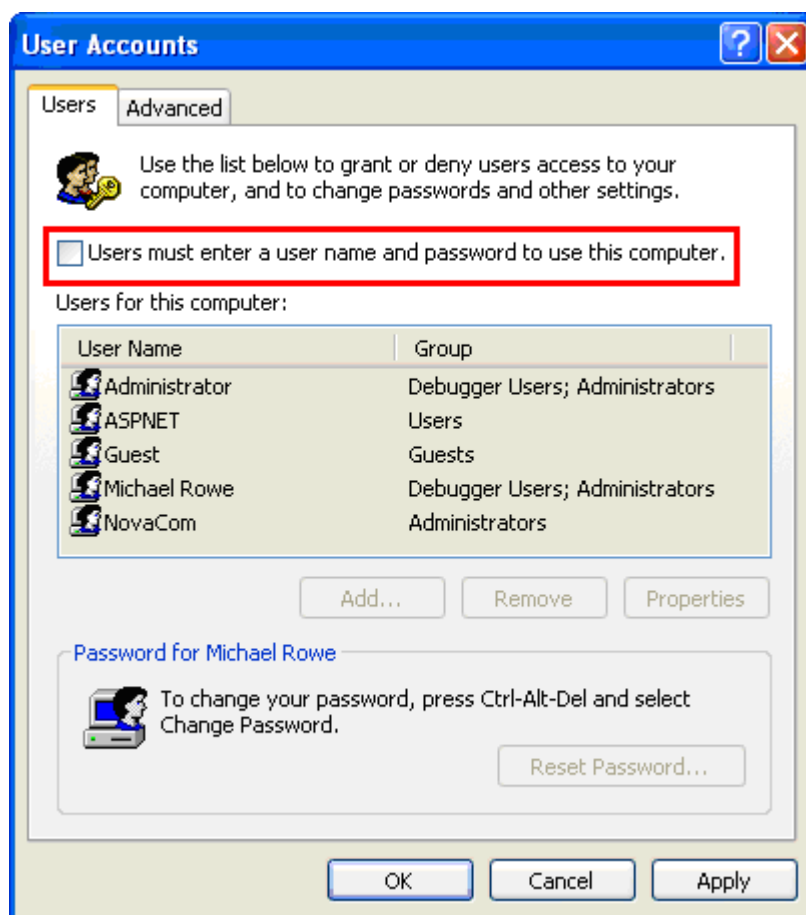 User Accounts
Users Advanced
Use the list below to grant or deny users access to your
computer, and to change passwords and other settings.
Users must enter a user name and password to use this computer.
Users for this computer:
User Name Group
Administrator Debugger Users; Administrators
ASPNET Users
Guest Guests
Michael Rowe Debugger Users; Administrators
NovaCom Administrators
Add... Remove Properties
Password for Michael Rowe
To change your password, press Ctrl-Alt-Del and select
Change Password.
Reset Password...
OK Cancel Apply